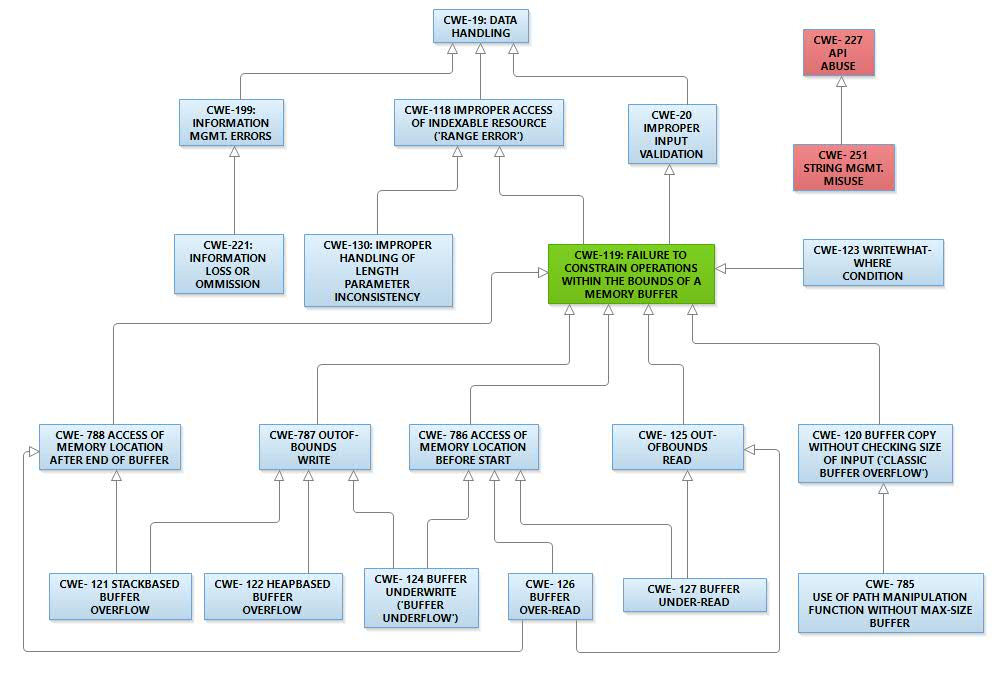 CWE-19: DATA
HANDLING
CWE- 227
API
ABUSE
CWE-199:
INFORMATION
MGMT. ERRORS
CWE-118 IMPROPER ACCESS
OF INDEXABLE RESOURCE
('RANGE ERROR')
CWE-20
IMPROPER
INPUT
VALIDATION
CWE- 251
STRING MGMT.
MISUSE
CWE-221:
INFORMATION
LOSS OR
OMMISSION
CWE-130: IMPROPER
HANDLING OF
LENGTH
PARAMETER
INCONSISTENCY
CWE-119: FAILURE TO
CONSTRAIN OPERATIONS
WITHIN THE BOUNDS OF A
MEMORY BUFFER
CWE-123 WRITEWHAT-
WHERE
CONDITION
CWE- 788 ACCESS OF
MEMORY LOCATION
AFTER END OF BUFFER
CWE-787 OUTOF-
BOUNDS
WRITE
CWE- 786 ACCESS OF
MEMORY LOCATION
BEFORE START
CWE- 125 OUT-
OFBOUNDS
READ
CWE- 120 BUFFER COPY
WITHOUT CHECKING SIZE
OF INPUT ('CLASSIC
BUFFER OVERFLOW')
CWE- 121 STACKBASED
BUFFER
OVERFLOW
CWE- 122 HEAPBASED
BUFFER
OVERFLOW
CWE- 124 BUFFER
UNDERWRITE
('BUFFER
UNDERFLOW')
CWE- 126
BUFFER
OVER-READ
CWE- 127 BUFFER
UNDER-READ
CWE- 785
USE OF PATH MANIPULATION
FUNCTION WITHOUT MAX-SIZE
BUFFER